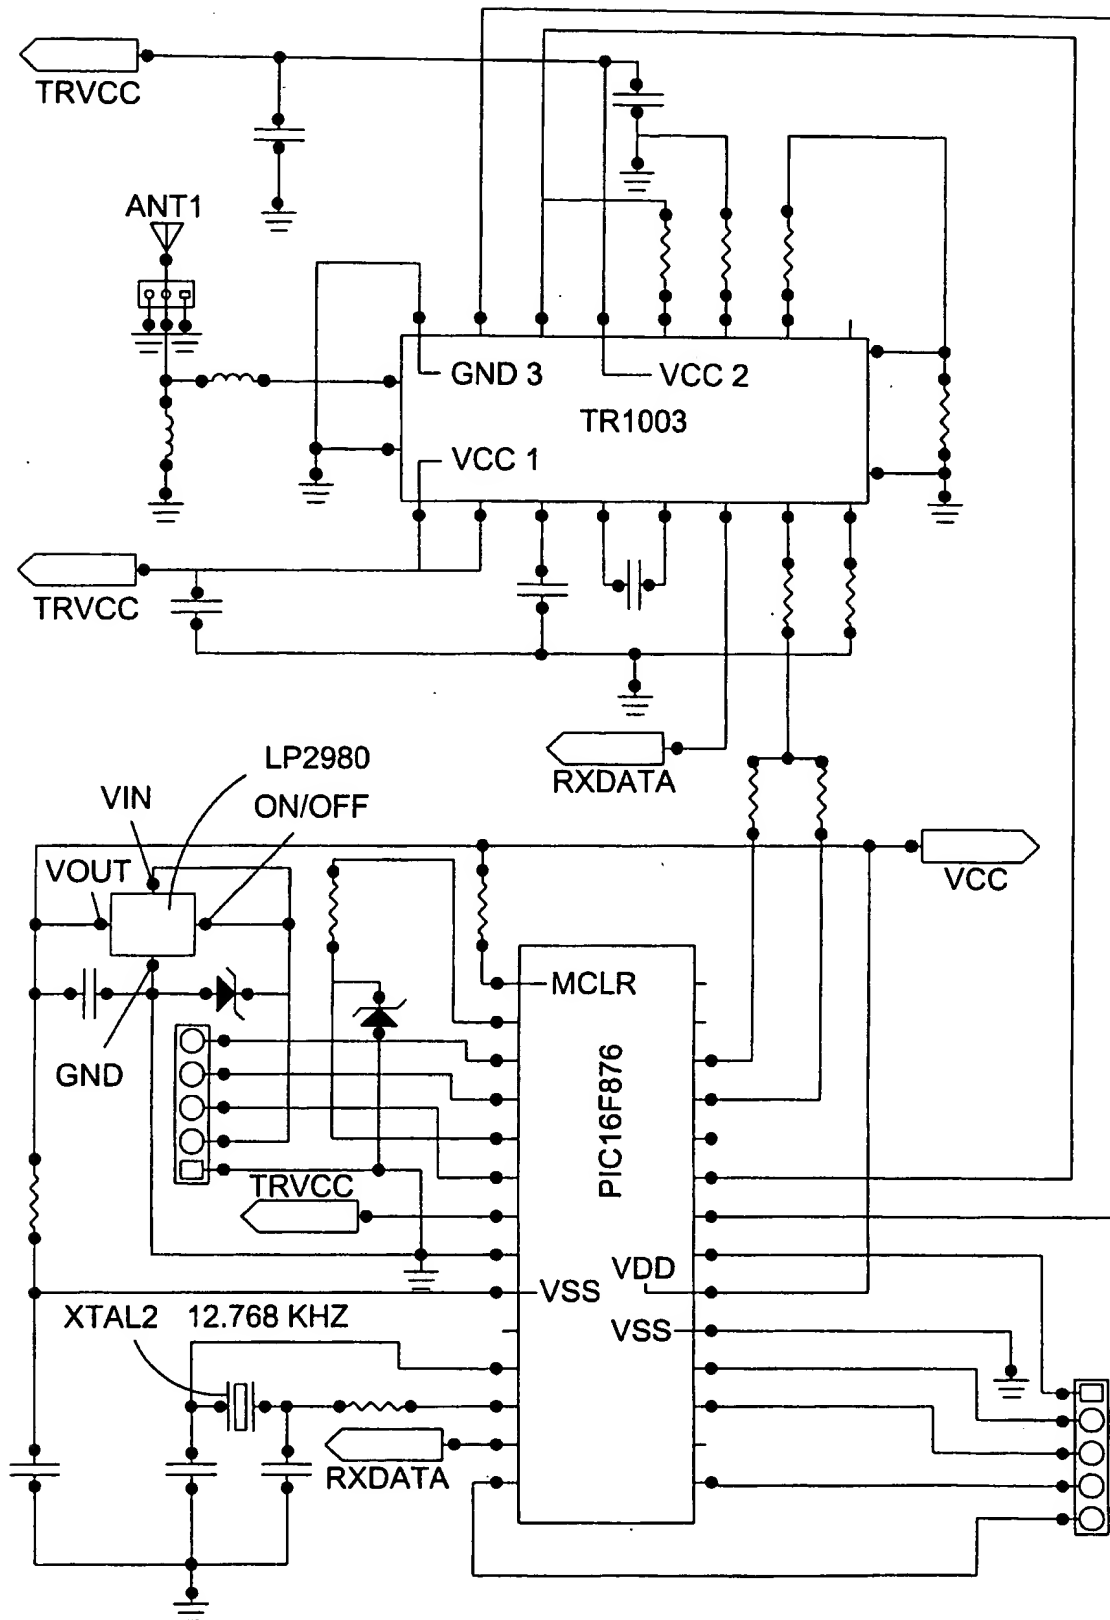 TRVCC
ANT1
GND 3
VCC 2
TR1003
VCC 1
TRVCC
RXDATA
LP2980
VIN
ON/OFF
VOUT
VCC
MCLR
GND
PIC16F876
TRVCC
VDD
VSS
XTAL2 12.768 KHZ
VSS
RXDATA